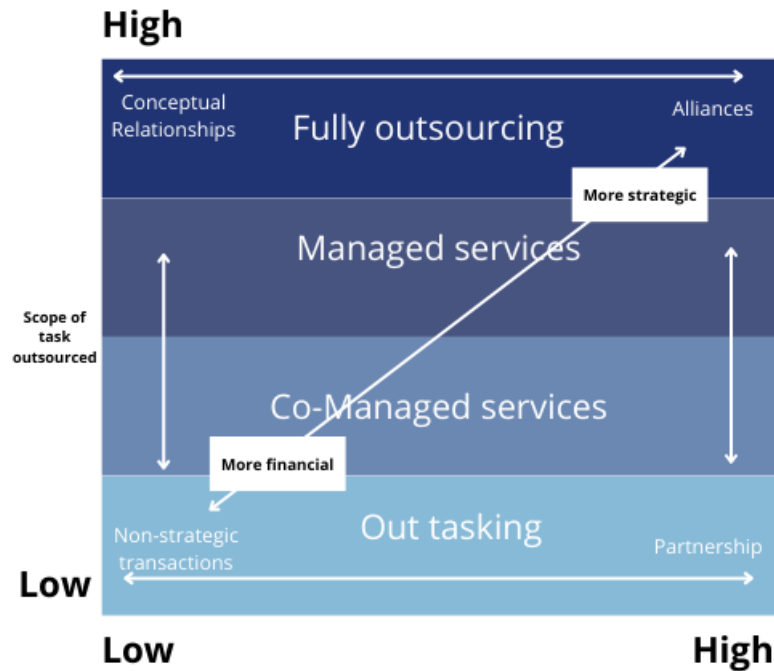 High
Conceptual
Relationships
Fully outsourcing
Alliances
More strategic
Managed services
Scope of
task
outsourced
Co-Managed services
More financial
Non-strategic
transactions
Out tasking
Partnership
Low
Low
High